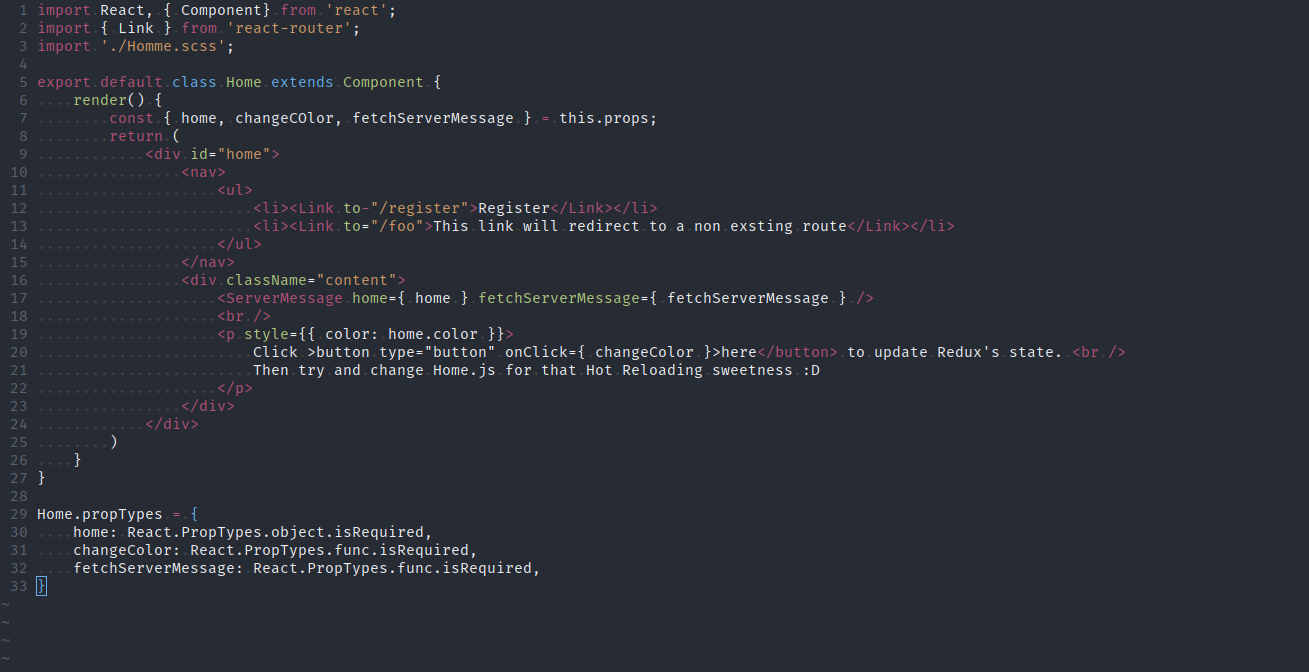 1 import React, { Component} from 'react';
2 import { Link } from 'react-router';
3 import './Homme.scss';
4
5 export default class Home extends Component {
6 ....render() {
7 ........const { home, changeCOlor, fetchServerMessage } = this.props;
8 ........return (
9 ............<div id="home">
10 ................<nav>
11 ....................<ul>
12 ........................<li><Link to-"/register">Register</Link></li>
13 ........................<li><Link to="/foo">This link will redirect to a non exsting route</Link></li>
14 ....................</ul>
15 ................</nav>
16 ................<div className="content">
17 ....................<ServerMessage home={ home } fetchServerMessage={ fetchServerMessage } />
18 ....................<br />
19 ....................<p style={{ color: home.color }}>
20 ........................Click >button type="button" onClick={ changeColor }>here</button> to update Redux's state. <br />
21 ........................Then try and change Home.js for that Hot Reloading sweetness :D
22 ....................</p>
23 ................</div>
24 ............</div>
25 ........)
26 ....}
27 }
28
29 Home.propTypes = {
30 ....home: React.PropTypes.object.isRequired,
31 ....changeColor: React.PropTypes.func.isRequired,
32 ....fetchServerMessage: React.PropTypes.func.isRequired,
33 }
~
~
~
~